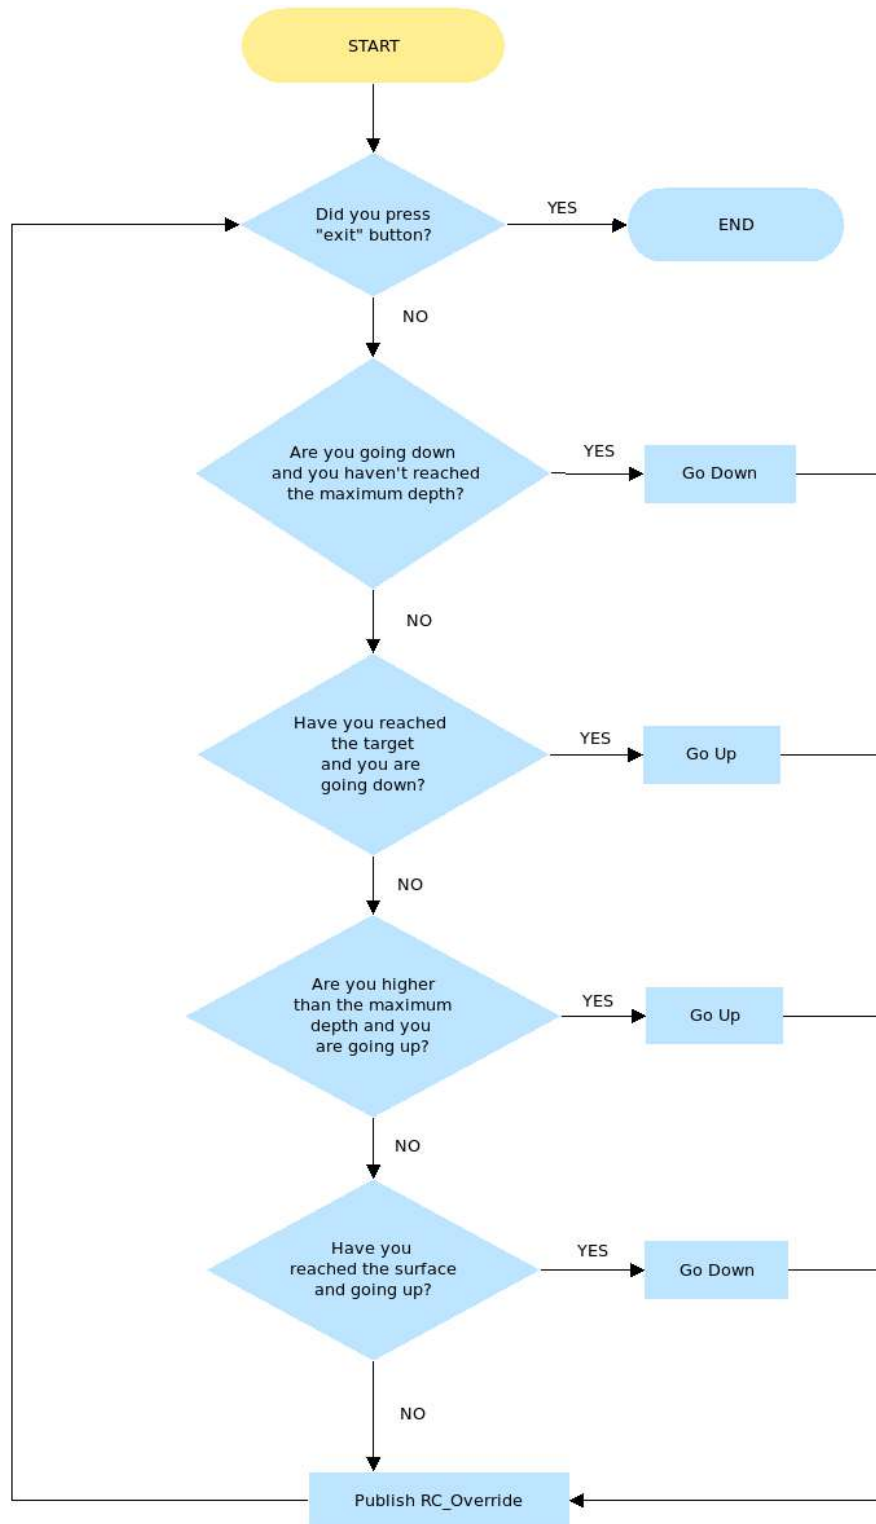 START
Did you press
"exit" button?
YES
END
NO
Are you going down
and you haven't reached
the maximum depth?
YES
Go Down
NO
Have you reached
the target
and you are
going down?
YES
Go Up
NO
Are you higher
than the maximum
depth and you
are going up?
YES
Go Up
NO
Have you
reached the surface
and going up?
YES
Go Down
NO
Publish RC_Override